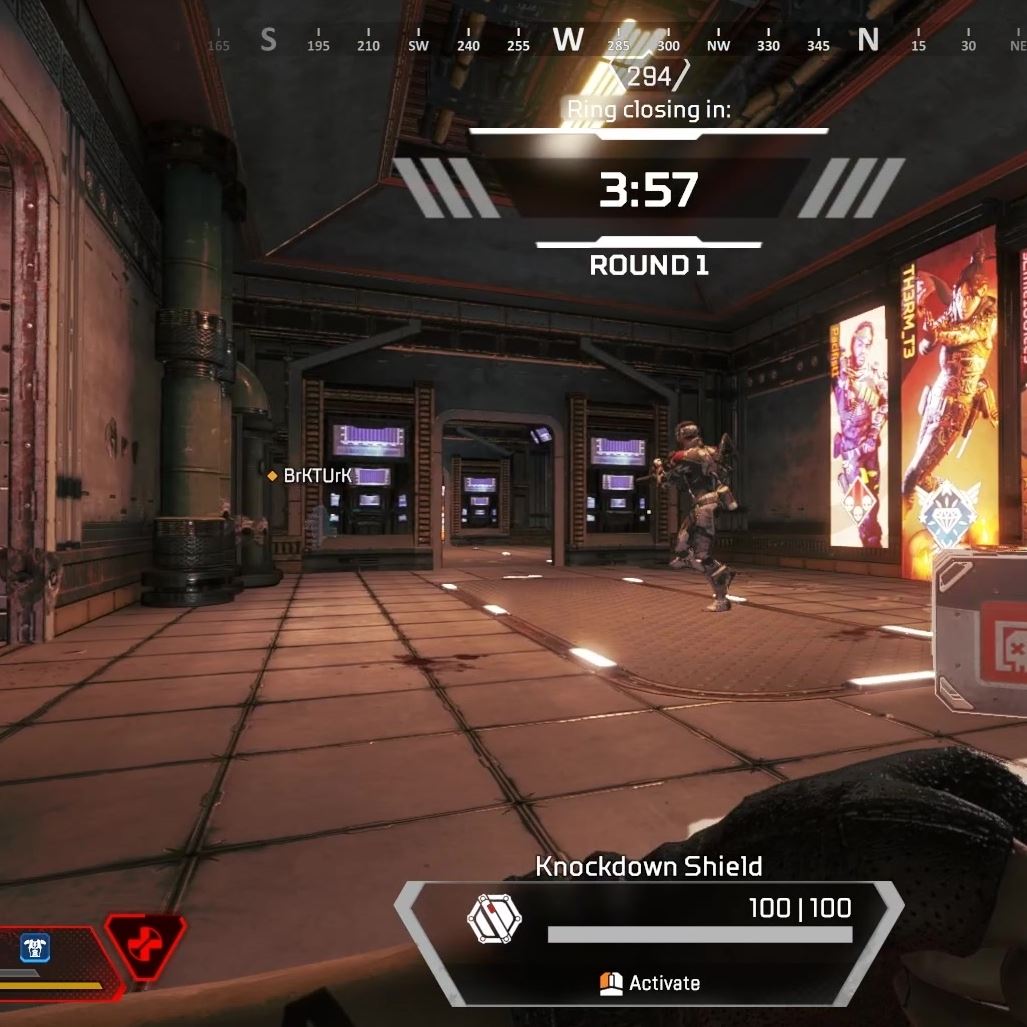 165 S 195 210 SW 240 255 W 285 300 NW 330 345 N 15 30 NE
294
Ring closing in:
3:57
ROUND 1
TH3RM_T3
BrKTUrK
Knockdown Shield
100 | 100
Activate